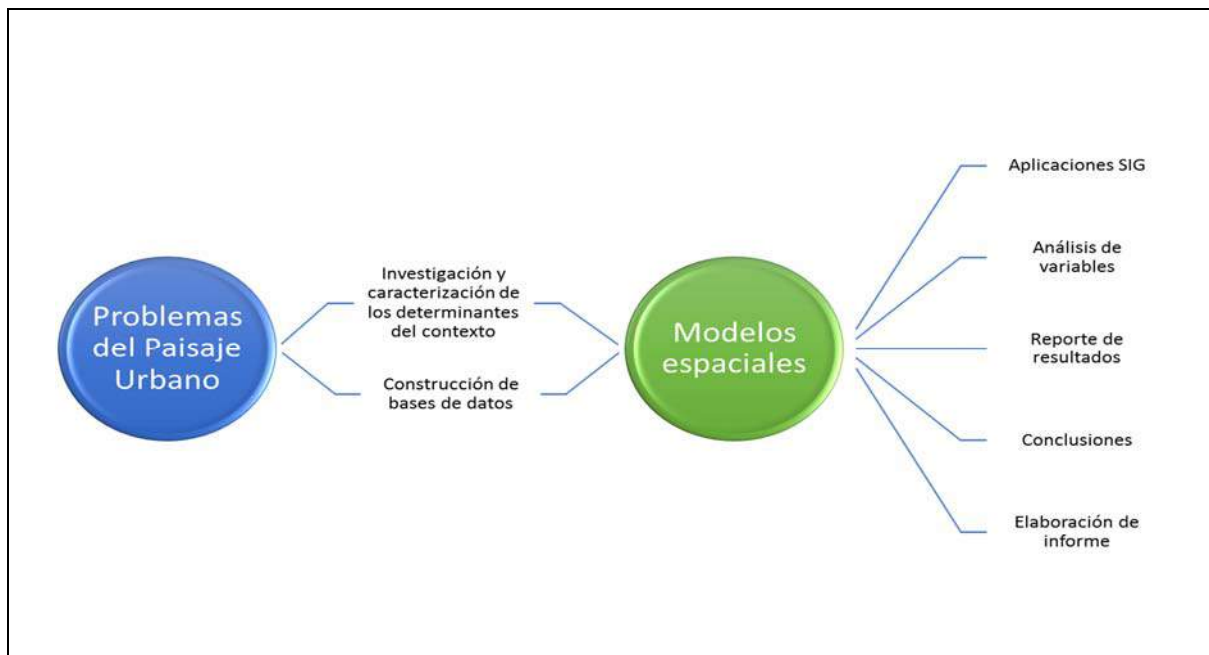 Problemas
del Paisaje
Urbano
Investigación y
caracterización de
los determinantes
del contexto
Construcción de
bases de datos
Modelos
espaciales
Aplicaciones SIG
Análisis de
variables
Reporte de
resultados
Conclusiones
Elaboración de
informe